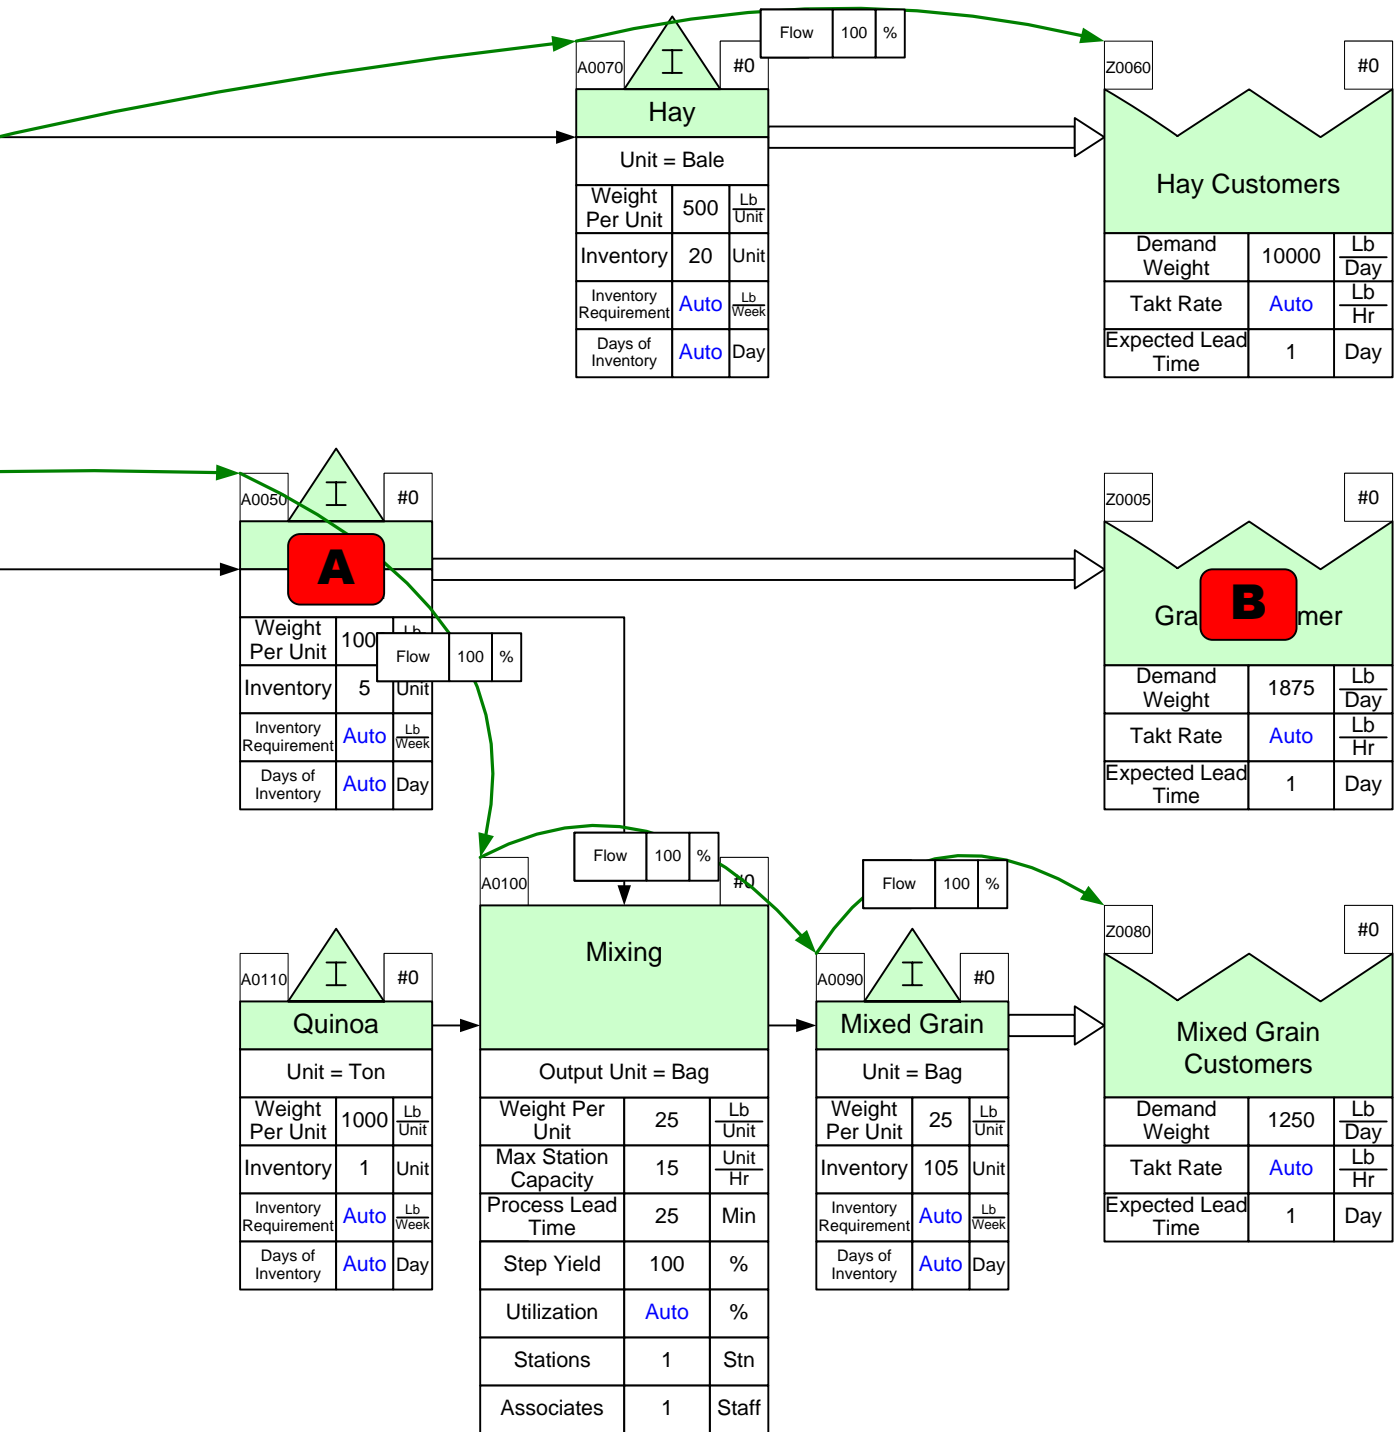 Flow 100 %
A0070 I #0
Hay
Unit = Bale
Weight Per Unit 500 Lb Unit
Inventory 20 Unit
Inventory Requirement Auto Lb Week
Days of Inventory Auto Day
Z0060 #0
Hay Customers
Demand Weight 10000 Lb Day
Takt Rate Auto Lb Hr
Expected Lead Time 1 Day
A0050 I #0
A
Weight Per Unit 100
Flow 100 %
Inventory 5 Unit
Inventory Requirement Auto Lb Week
Days of Inventory Auto Day
Z0005 #0
B
Demand Weight 1875 Lb Day
Takt Rate Auto Lb Hr
Expected Lead Time 1 Day
Flow 100 %
A0100 #0
Mixing
Output Unit = Bag
Weight Per Unit 25 Lb Unit
Max Station Capacity 15 Unit Hr
Process Lead Time 25 Min
Step Yield 100 %
Utilization Auto %
Stations 1 Stn
Associates 1 Staff
A0110 I #0
Quinoa
Unit = Ton
Weight Per Unit 1000 Lb Unit
Inventory 1 Unit
Inventory Requirement Auto Lb Week
Days of Inventory Auto Day
Flow 100 %
A0090 I #0
Mixed Grain
Unit = Bag
Weight Per Unit 25 Lb Unit
Inventory 105 Unit
Inventory Requirement Auto Lb Week
Days of Inventory Auto Day
Z0080 #0
Mixed Grain
Customers
Demand Weight 1250 Lb Day
Takt Rate Auto Lb Hr
Expected Lead Time 1 Day